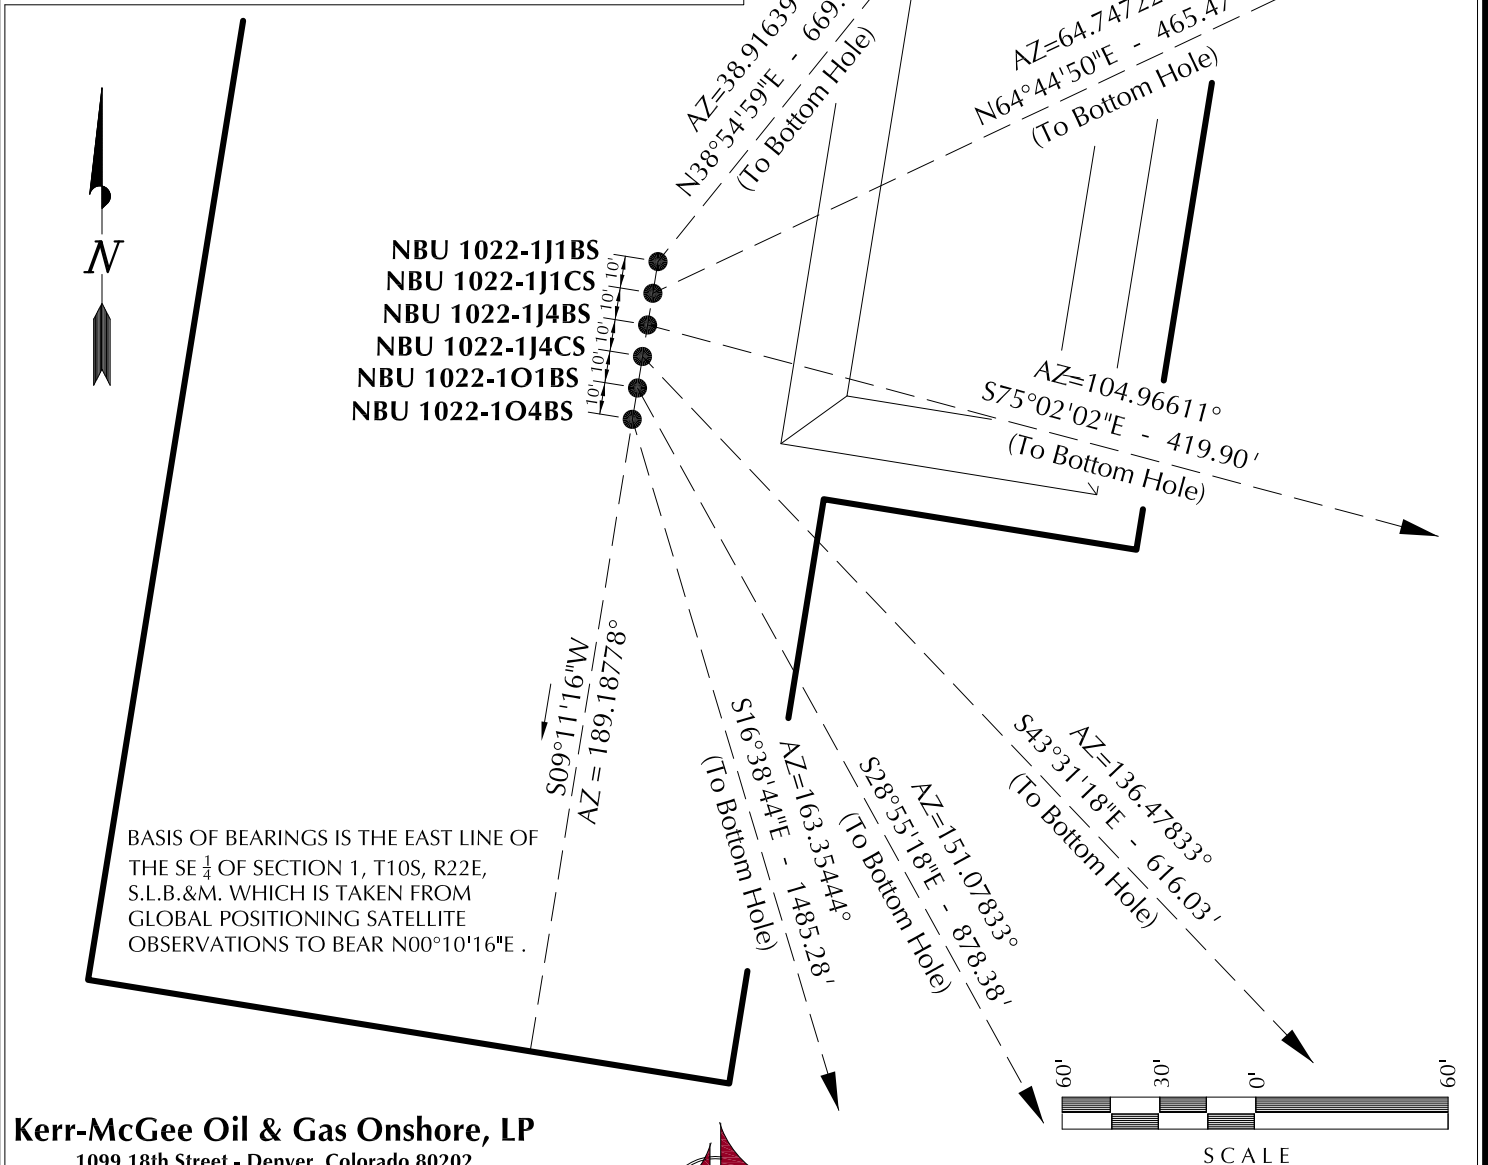 AZ=38.91639
N38°54'59"E - 669.
(To Bottom Hole)
AZ=64.74722
N64°44'50"E - 465.47
(To Bottom Hole)
N
NBU 1022-1J1BS
NBU 1022-1J1CS
NBU 1022-1J4BS
NBU 1022-1J4CS
NBU 1022-1O1BS
NBU 1022-1O4BS
10'
10'
10'
10'
10'
AZ=104.96611°
S75°02'02"E - 419.90'
(To Bottom Hole)
S09°11'16"W
AZ = 189.18778°
AZ=163.35444°
S16°38'44"E - 1485.28'
(To Bottom Hole)
AZ=151.07833°
S28°55'18"E - 878.38'
(To Bottom Hole)
AZ=136.47833°
S43°31'18"E - 616.03'
(To Bottom Hole)
BASIS OF BEARINGS IS THE EAST LINE OF
THE SE 1/4 OF SECTION 1, T10S, R22E,
S.L.B.&M. WHICH IS TAKEN FROM
GLOBAL POSITIONING SATELLITE
OBSERVATIONS TO BEAR N00°10'16"E .
60' 30' 0' 60'
SCALE
Kerr-McGee Oil & Gas Onshore, LP
1099 18th Street - Denver, Colorado 80202